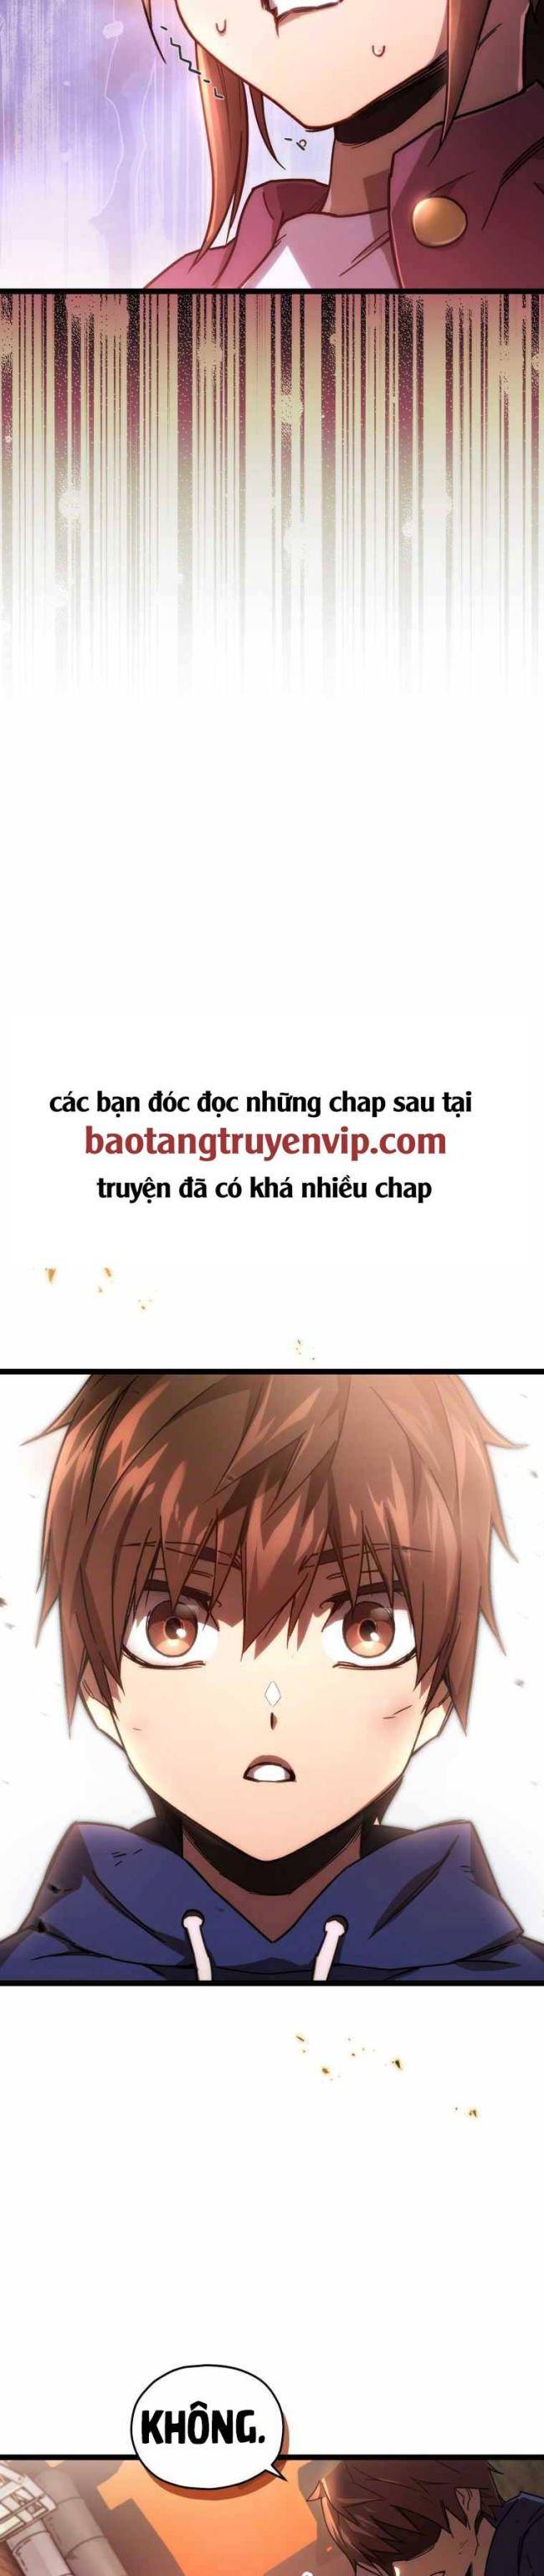 các bạn đóc đọc những chap sau tại
baotangtruyenvip.com
truyện đã có khá nhiều chap
KHÔNG.